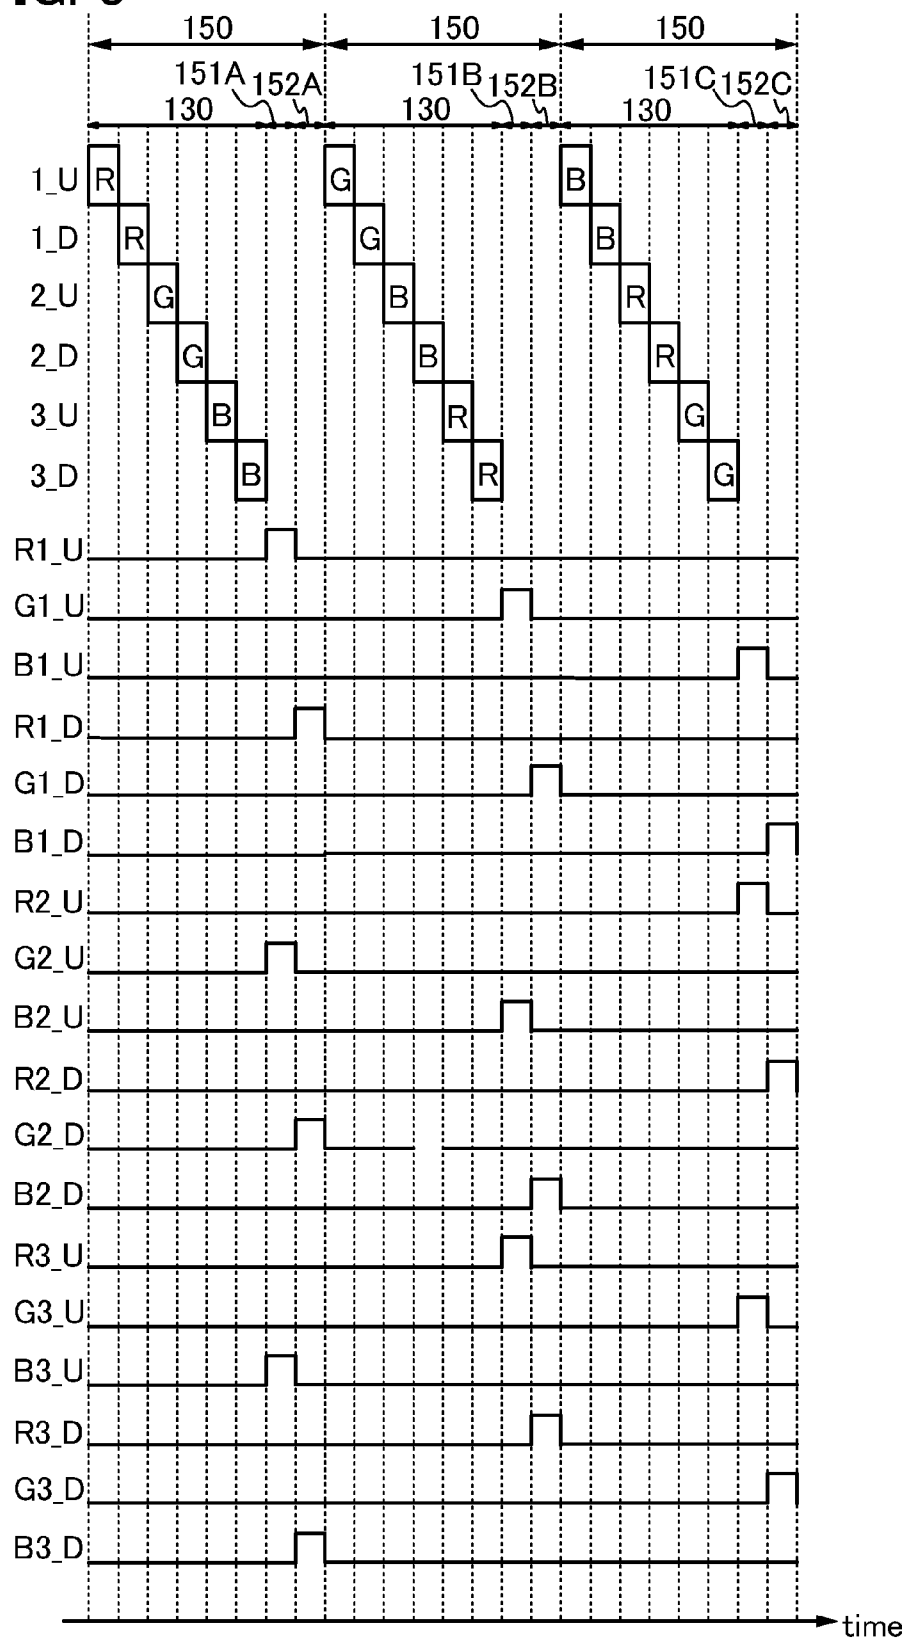 150 150 150
151A 152A 151B 152B 151C 152C
130 130 130
1_U R G B
1_D R G B
2_U G B R
2_D G B R
3_U B R G
3_D B R G
R1_U
G1_U
B1_U
R1_D
G1_D
B1_D
R2_U
G2_U
B2_U
R2_D
G2_D
B2_D
R3_U
G3_U
B3_U
R3_D
G3_D
B3_D
time